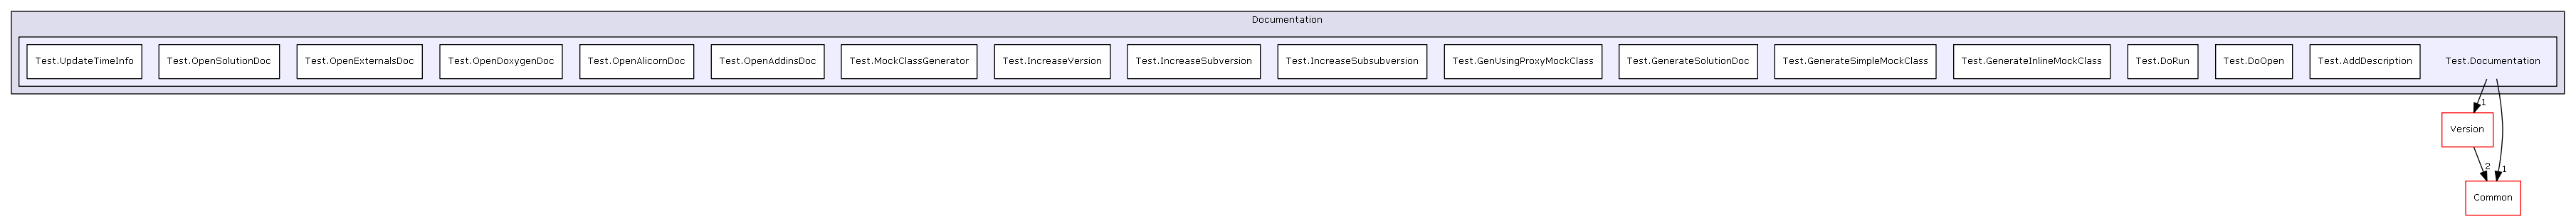 Documentation
Test.UpdateTimeInfo
Test.OpenSolutionDoc
Test.OpenExternalsDoc
Test.OpenDoxygenDoc
Test.OpenAlicornDoc
Test.OpenAddinsDoc
Test.MockClassGenerator
Test.IncreaseVersion
Test.IncreaseSubversion
Test.IncreaseSubsubversion
Test.GenUsingProxyMockClass
Test.GenerateSolutionDoc
Test.GenerateSimpleMockClass
Test.GenerateInlineMockClass
Test.DoRun
Test.DoOpen
Test.AddDescription
Test.Documentation
1
Version
2
1
Common